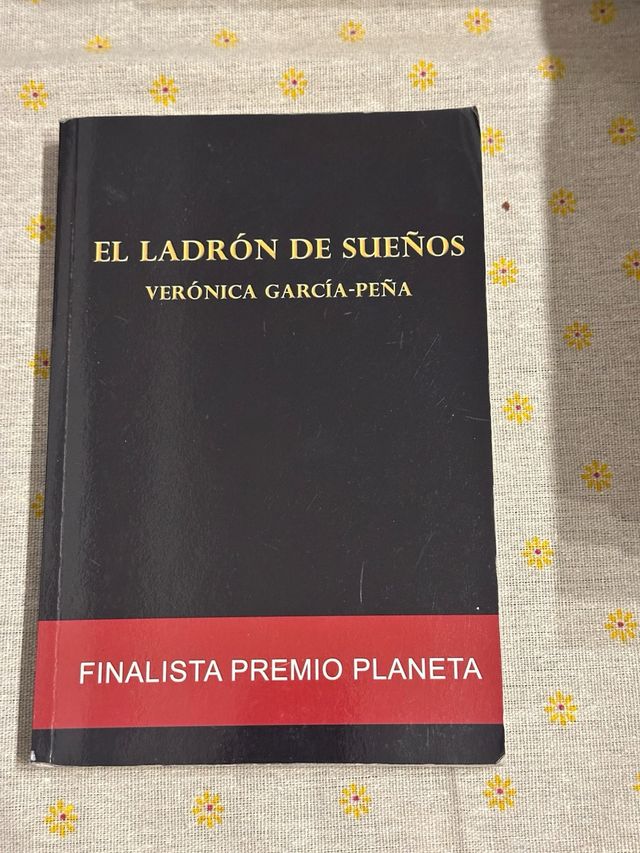 EL LADRÓN DE SUEÑOS
VERÓNICA GARCÍA-PEÑA
FINALISTA PREMIO PLANETA